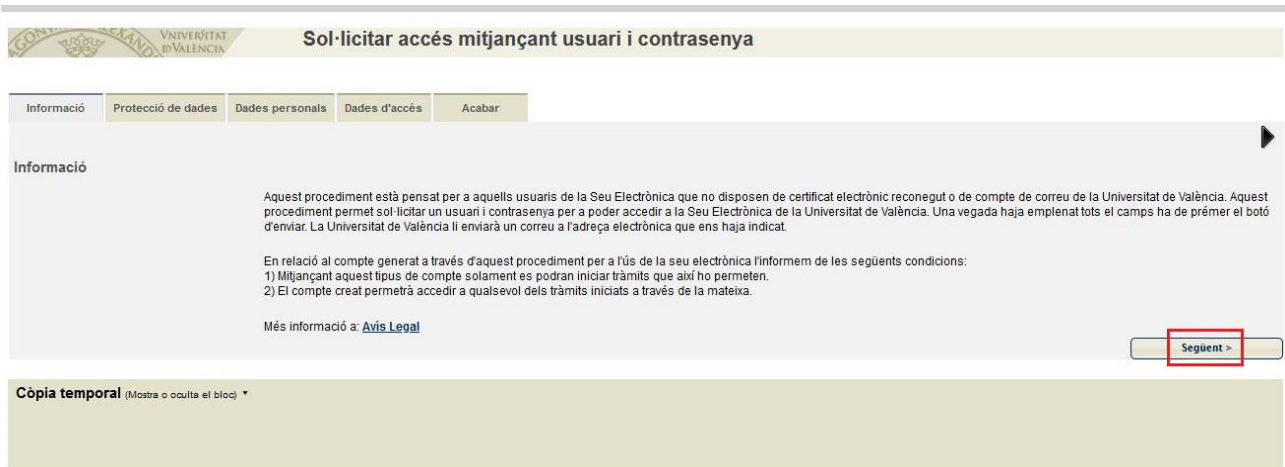 VNIVERSITAT
ID VALÈNCIA
Sol·licitar accés mitjançant usuari i contrasenya
Informació
Protecció de dades
Dades personals
Dades d'accés
Acabar
Informació
Aquest procediment està pensat per a aquells usuaris de la Seu Electrònica que no disposen de certificat electrònic reconegut o de compte de correu de la Universitat de València. Aquest
procediment permet sol·licitar un usuari i contrasenya per a poder accedir a la Seu Electrònica de la Universitat de València. Una vegada haja emplenat tots el camps ha de prémer el botó
d'enviar. La Universitat de València li enviarà un correu a l'adreça electrònica que ens haja indicat.
En relació al compte generat a través d'aquest procediment per a l'ús de la seu electrònica l'informem de les següents condicions:
1) Mitjançant aquest tipus de compte solament es podran iniciar tràmits que així ho permeten.
2) El compte creat permetrà accedir a qualsevol dels tràmits iniciats a través de la mateixa.
Més informació a: Avís Legal
Següent >
Còpia temporal (Mostra o oculta el bloc) ▾